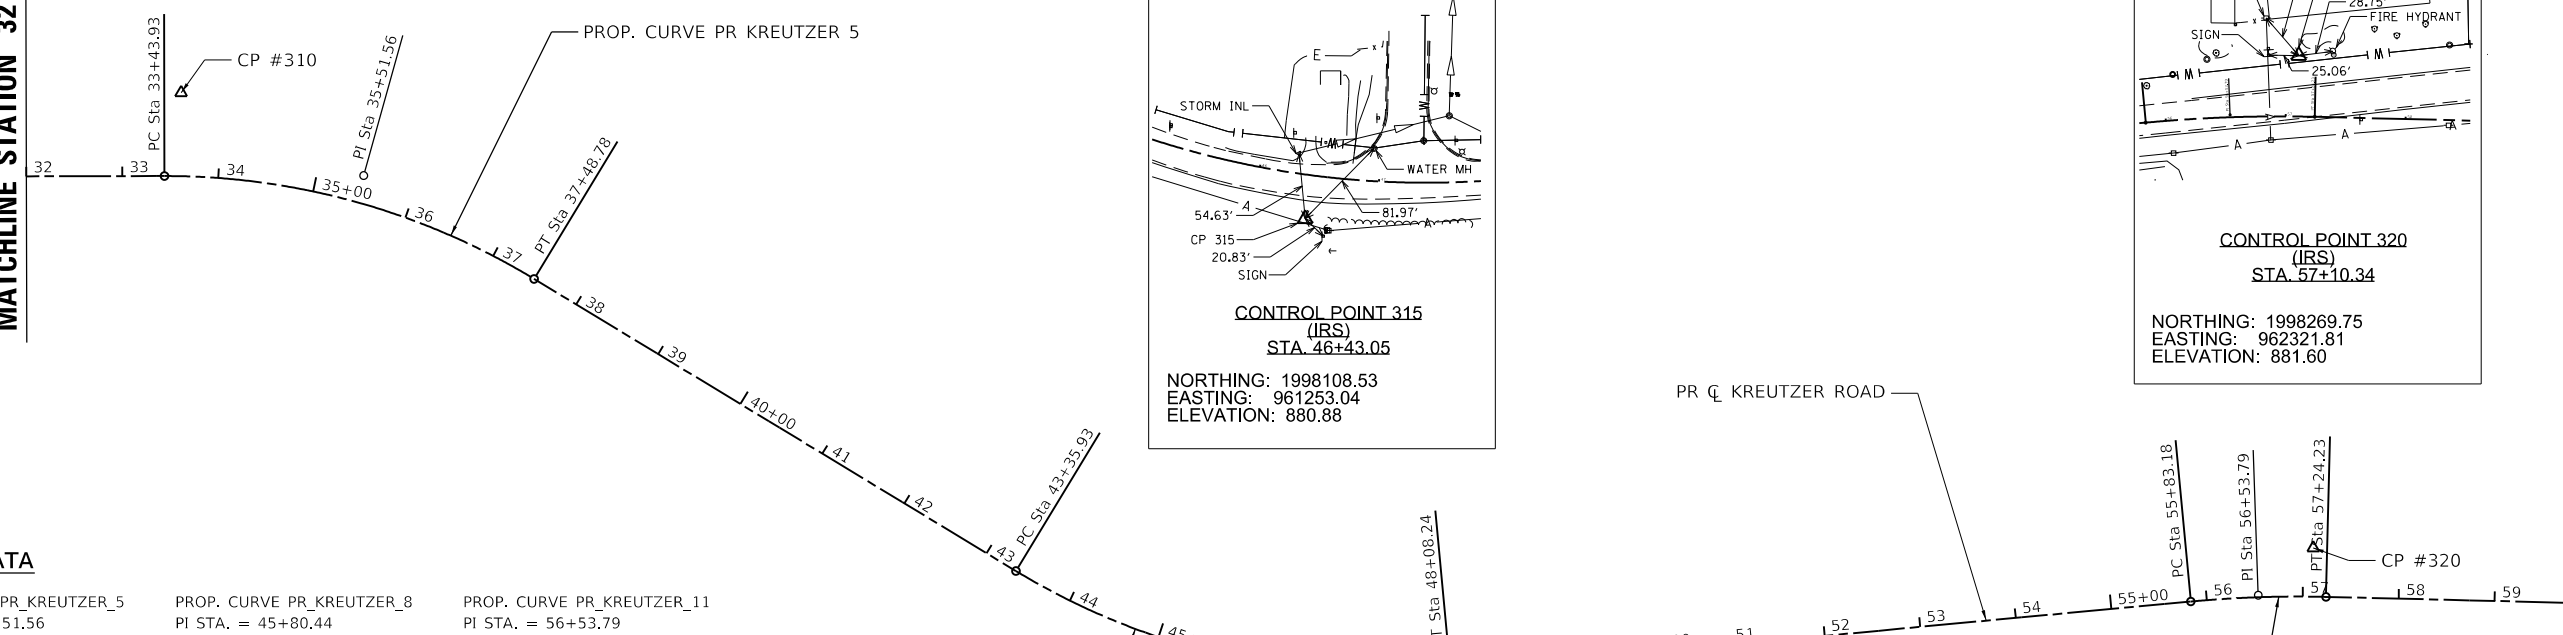 MATCHLINE STATION 32
PC Sta 33+43.93
CP #310
PI Sta 35+51.56
PROP. CURVE PR KREUTZER 5
PT Sta 37+48.78
32
33
34
35+00
36
37
38
39
40+00
41
42
43
PC Sta 43+35.93
44
45
E
STORM INL
WATER MH
54.63'
A
81.97'
A
CP 315
20.83'
SIGN
CONTROL POINT 315
(IRS)
STA. 46+43.05
NORTHING: 1998108.53
EASTING: 961253.04
ELEVATION: 880.88
28.75'
FIRE HYDRANT
SIGN
W
W
25.06'
A
A
A
CONTROL POINT 320
(IRS)
STA. 57+10.34
NORTHING: 1998269.75
EASTING: 962321.81
ELEVATION: 881.60
PR ℄ KREUTZER ROAD
T Sta 48+08.24
PC Sta 55+83.18
PI Sta 56+53.79
PT Sta 57+24.23
CP #320
51
52
53
54
55+00
56
57
58
59
ATA
PR_KREUTZER_5
51.56
PROP. CURVE PR_KREUTZER_8
PI STA. = 45+80.44
PROP. CURVE PR_KREUTZER_11
PI STA. = 56+53.79